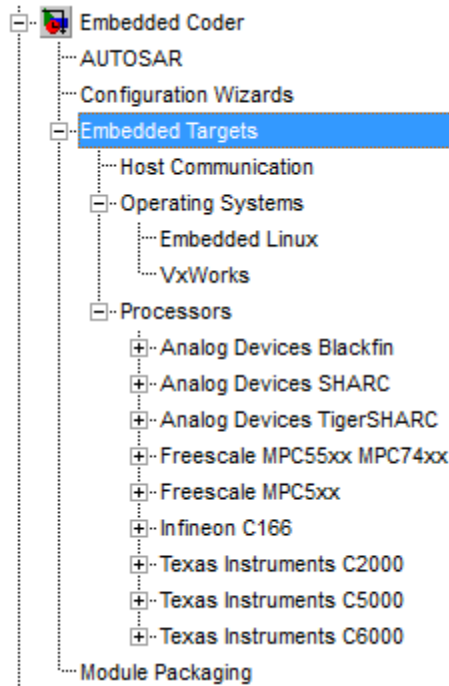 Embedded Coder
AUTOSAR
Configuration Wizards
Embedded Targets
Host Communication
Operating Systems
Embedded Linux
VxWorks
Processors
Analog Devices Blackfin
Analog Devices SHARC
Analog Devices TigerSHARC
Freescale MPC55xx MPC74xx
Freescale MPC5xx
Infineon C166
Texas Instruments C2000
Texas Instruments C5000
Texas Instruments C6000
Module Packaging